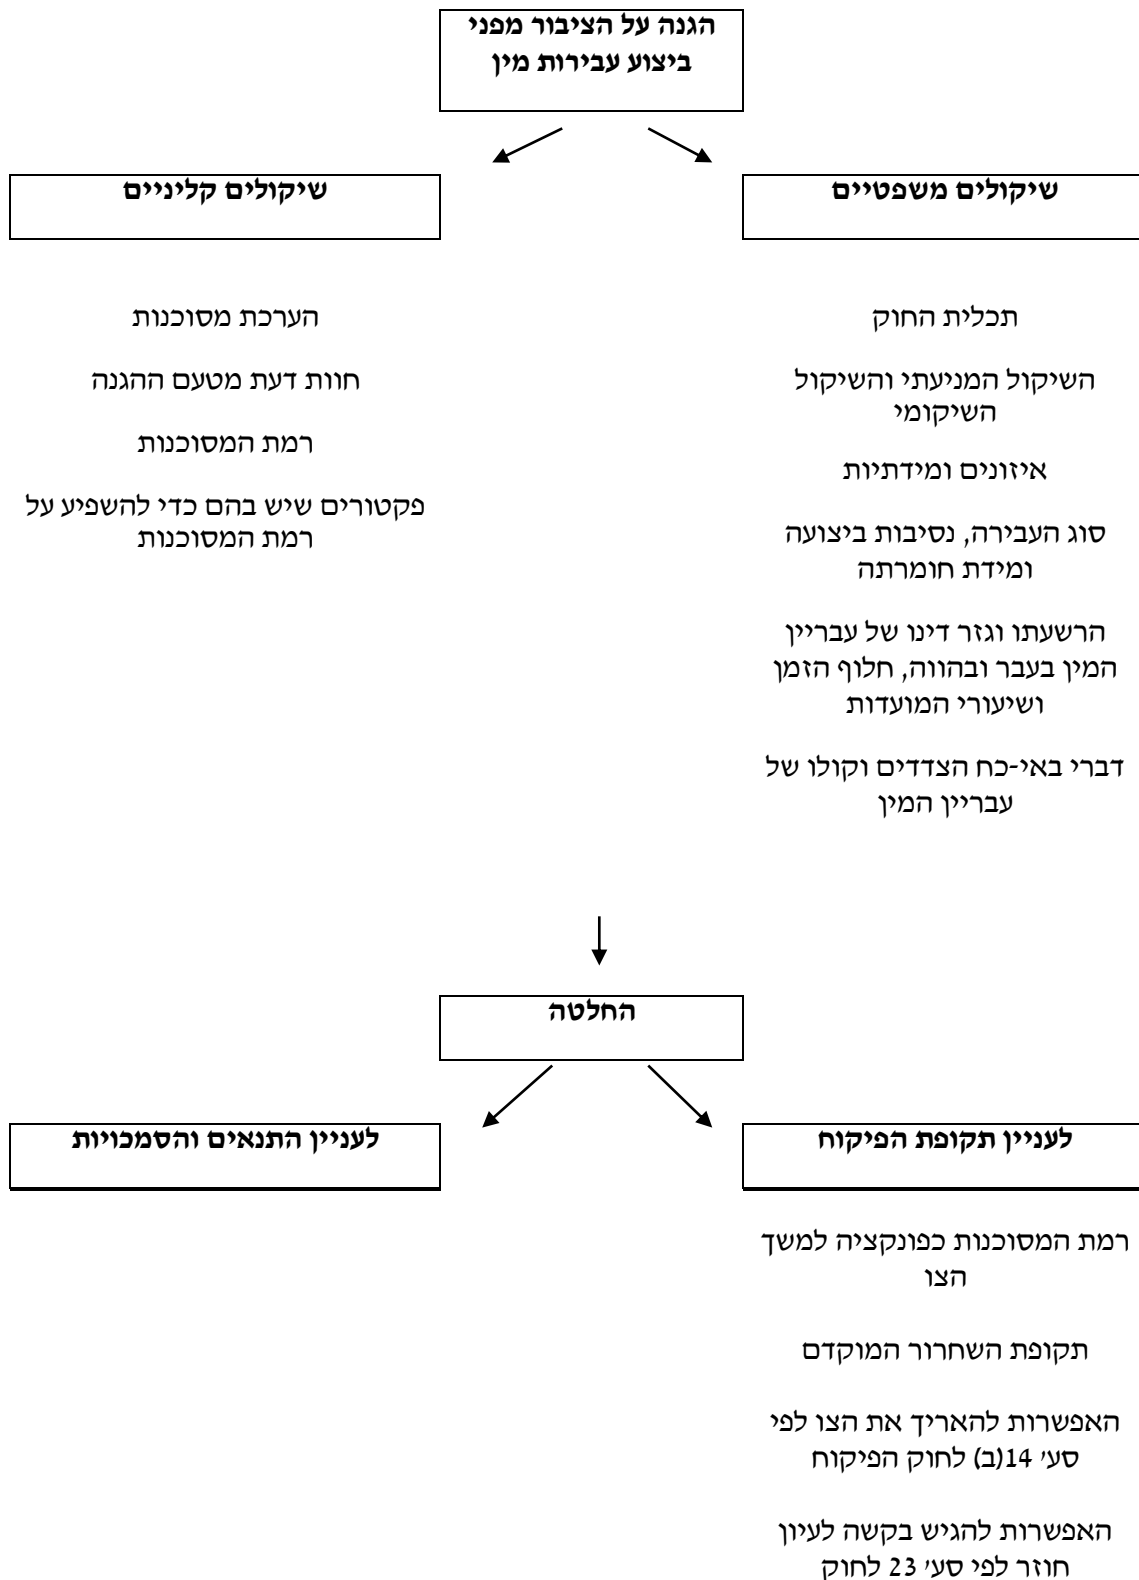 הגנה על הציבור מפני
ביצוע עבירות מין
שיקולים משפטיים
תכלית החוק
השיקול המניעתי והשיקול
השיקומי
איזונים ומידתיות
סוג העבירה, נסיבות ביצועה
ומידת חומרתה
הרשעתו וגזר דינו של עבריין
המין בעבר ובהווה, חלוף הזמן
ושיעורי המועדות
דברי באי-כח הצדדים וקולו של
עבריין המין
שיקולים קליניים
הערכת מסוכנות
חוות דעת מטעם ההגנה
רמת המסוכנות
פקטורים שיש בהם כדי להשפיע על
רמת המסוכנות
החלטה
לעניין תקופת הפיקוח
רמת המסוכנות כפונקציה למשך
הצו
תקופת השחרור המוקדם
האפשרות להאריך את הצו לפי
סע' 14(ב) לחוק הפיקוח
האפשרות להגיש בקשה לעיון
חוזר לפי סע' 23 לחוק
לעניין התנאים והסמכויות